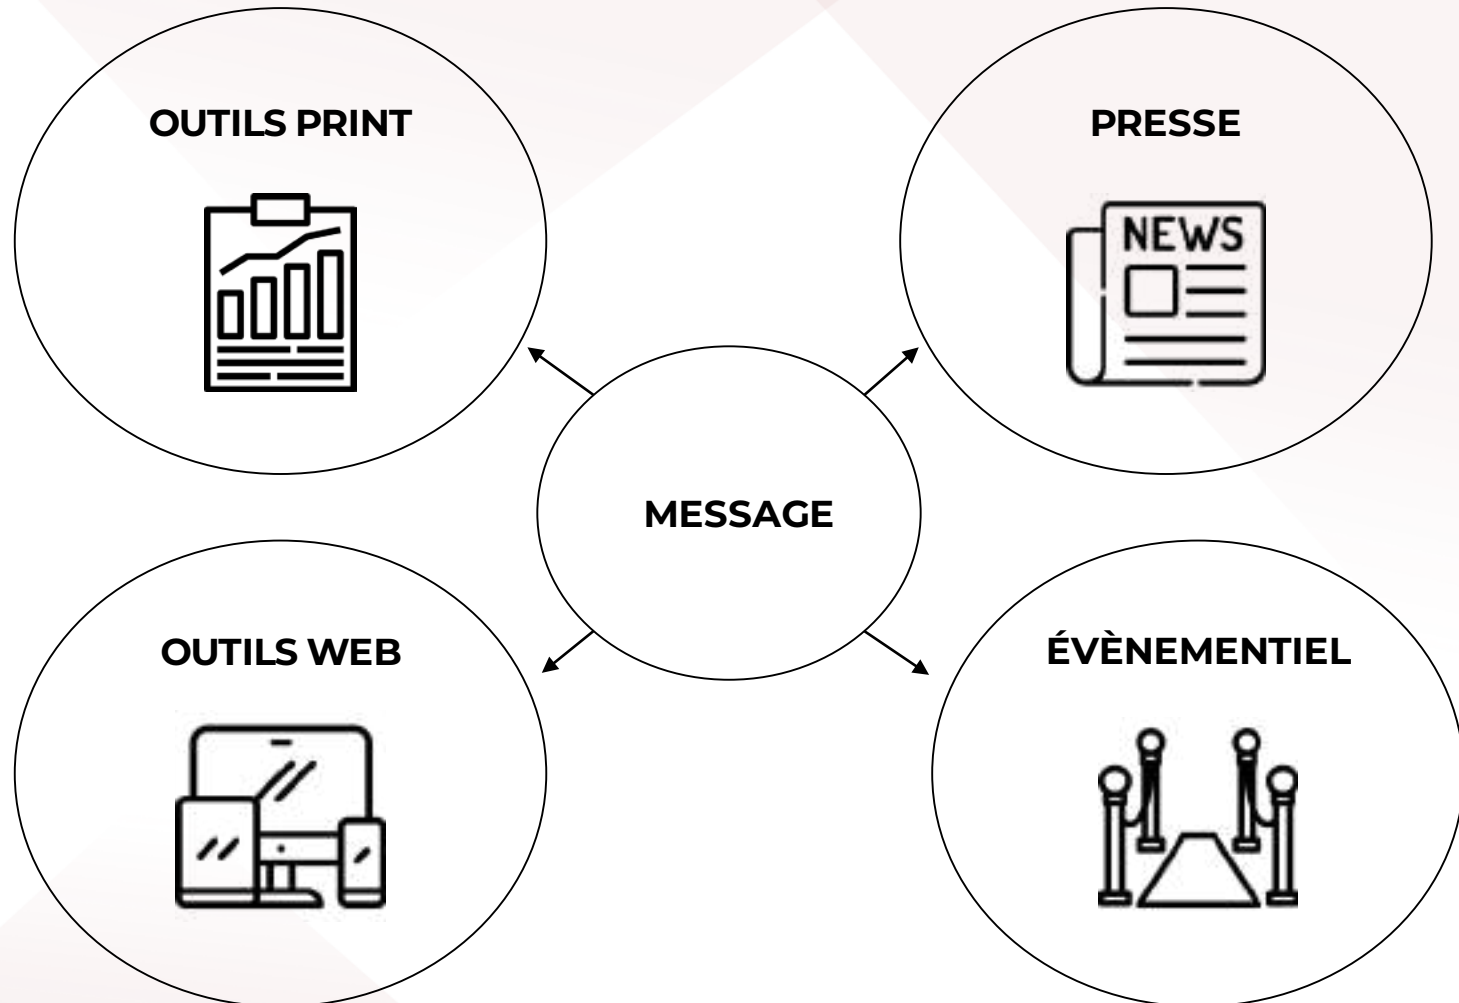 OUTILS PRINT
PRESSE
NEWS
MESSAGE
OUTILS WEB
ÉVÈNEMENTIEL